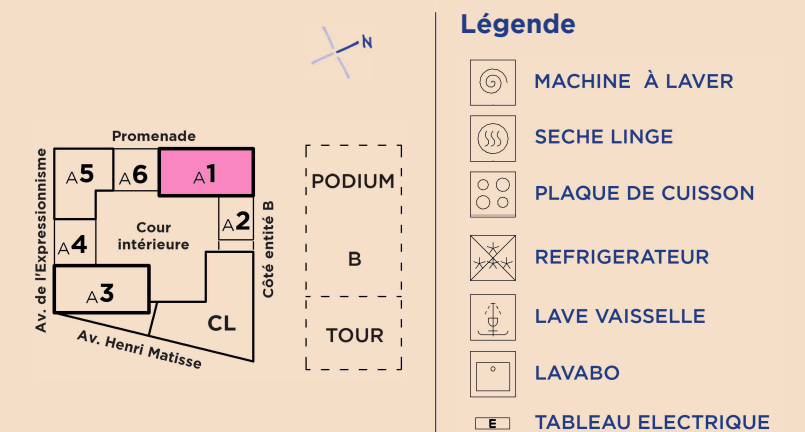 N
Promenade
A5
A6
A1
A2
A4
A3
Cour
intérieure
CL
Av. de l'Expressionnisme
Côté entité B
Av. Henri Matisse
PODIUM
B
TOUR
Légende
MACHINE À LAVER
SECHE LINGE
PLAQUE DE CUISSON
REFRIGERATEUR
LAVE VAISSELLE
LAVABO
E TABLEAU ELECTRIQUE